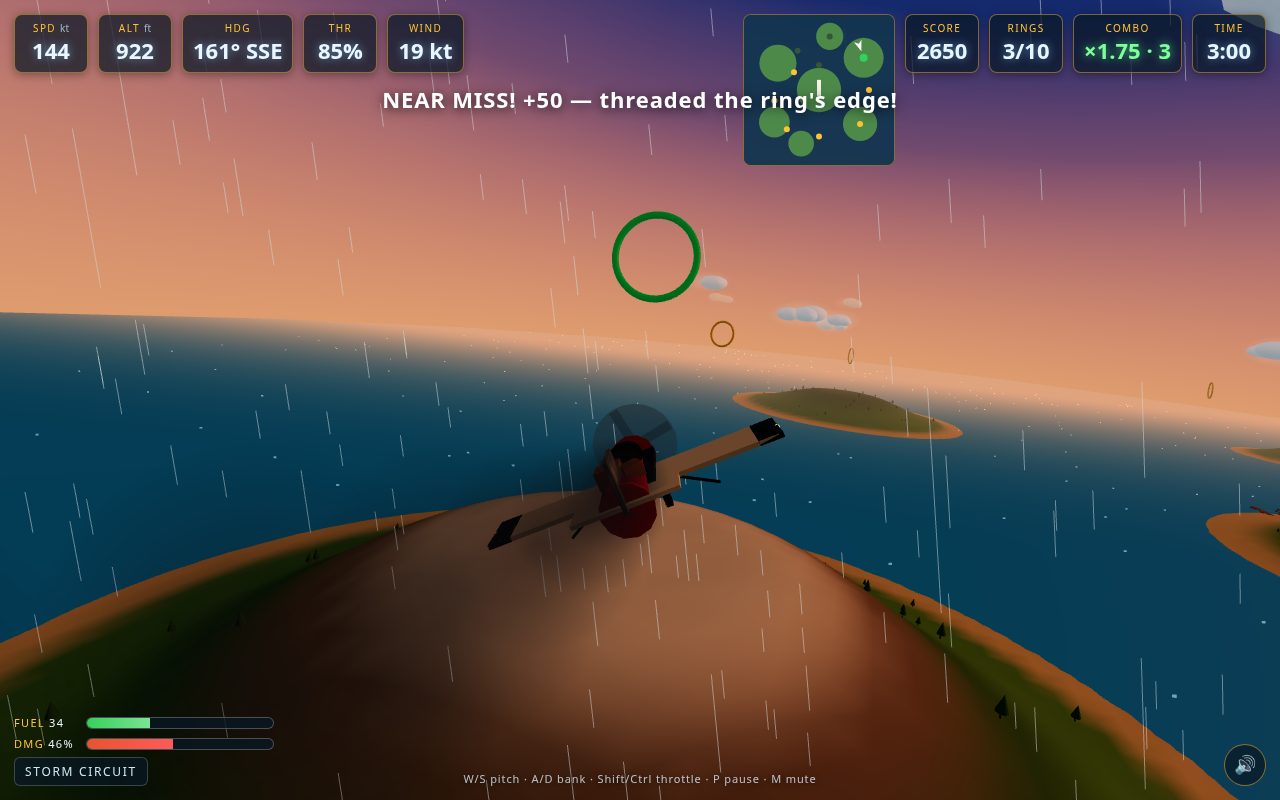 SPD kt
144
ALT ft
922
HDG
161° SSE
THR
85%
WIND
19 kt
SCORE
2650
RINGS
3/10
COMBO
×1.75 · 3
TIME
3:00
NEAR MISS! +50 — threaded the ring's edge!
FUEL 34
DMG 46%
STORM CIRCUIT
W/S pitch · A/D bank · Shift/Ctrl throttle · P pause · M mute